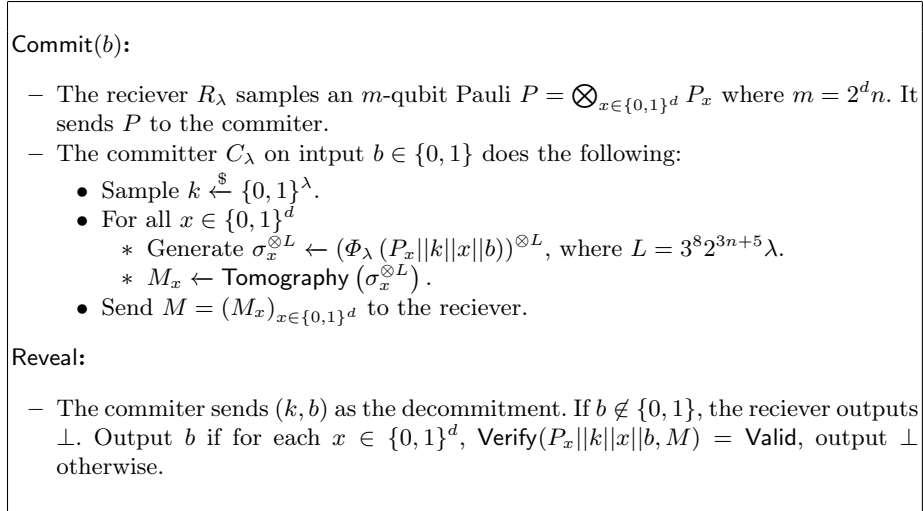 Commit(b):
– The reciever R_λ samples an m-qubit Pauli P = ⨂_{x∈{0,1}^d} P_x where m = 2^d n. It
sends P to the commiter.
– The committer C_λ on intput b ∈ {0, 1} does the following:
• Sample k ←$ {0, 1}^λ.
• For all x ∈ {0, 1}^d
∗ Generate σ_x^{⊗L} ← (Φ_λ (P_x||k||x||b))^{⊗L}, where L = 3^8 2^{3n+5} λ.
∗ M_x ← Tomography (σ_x^{⊗L}).
• Send M = (M_x)_{x∈{0,1}^d} to the reciever.
Reveal:
– The commiter sends (k, b) as the decommitment. If b ∉ {0, 1}, the reciever outputs
⊥. Output b if for each x ∈ {0, 1}^d, Verify(P_x||k||x||b, M) = Valid, output ⊥
otherwise.